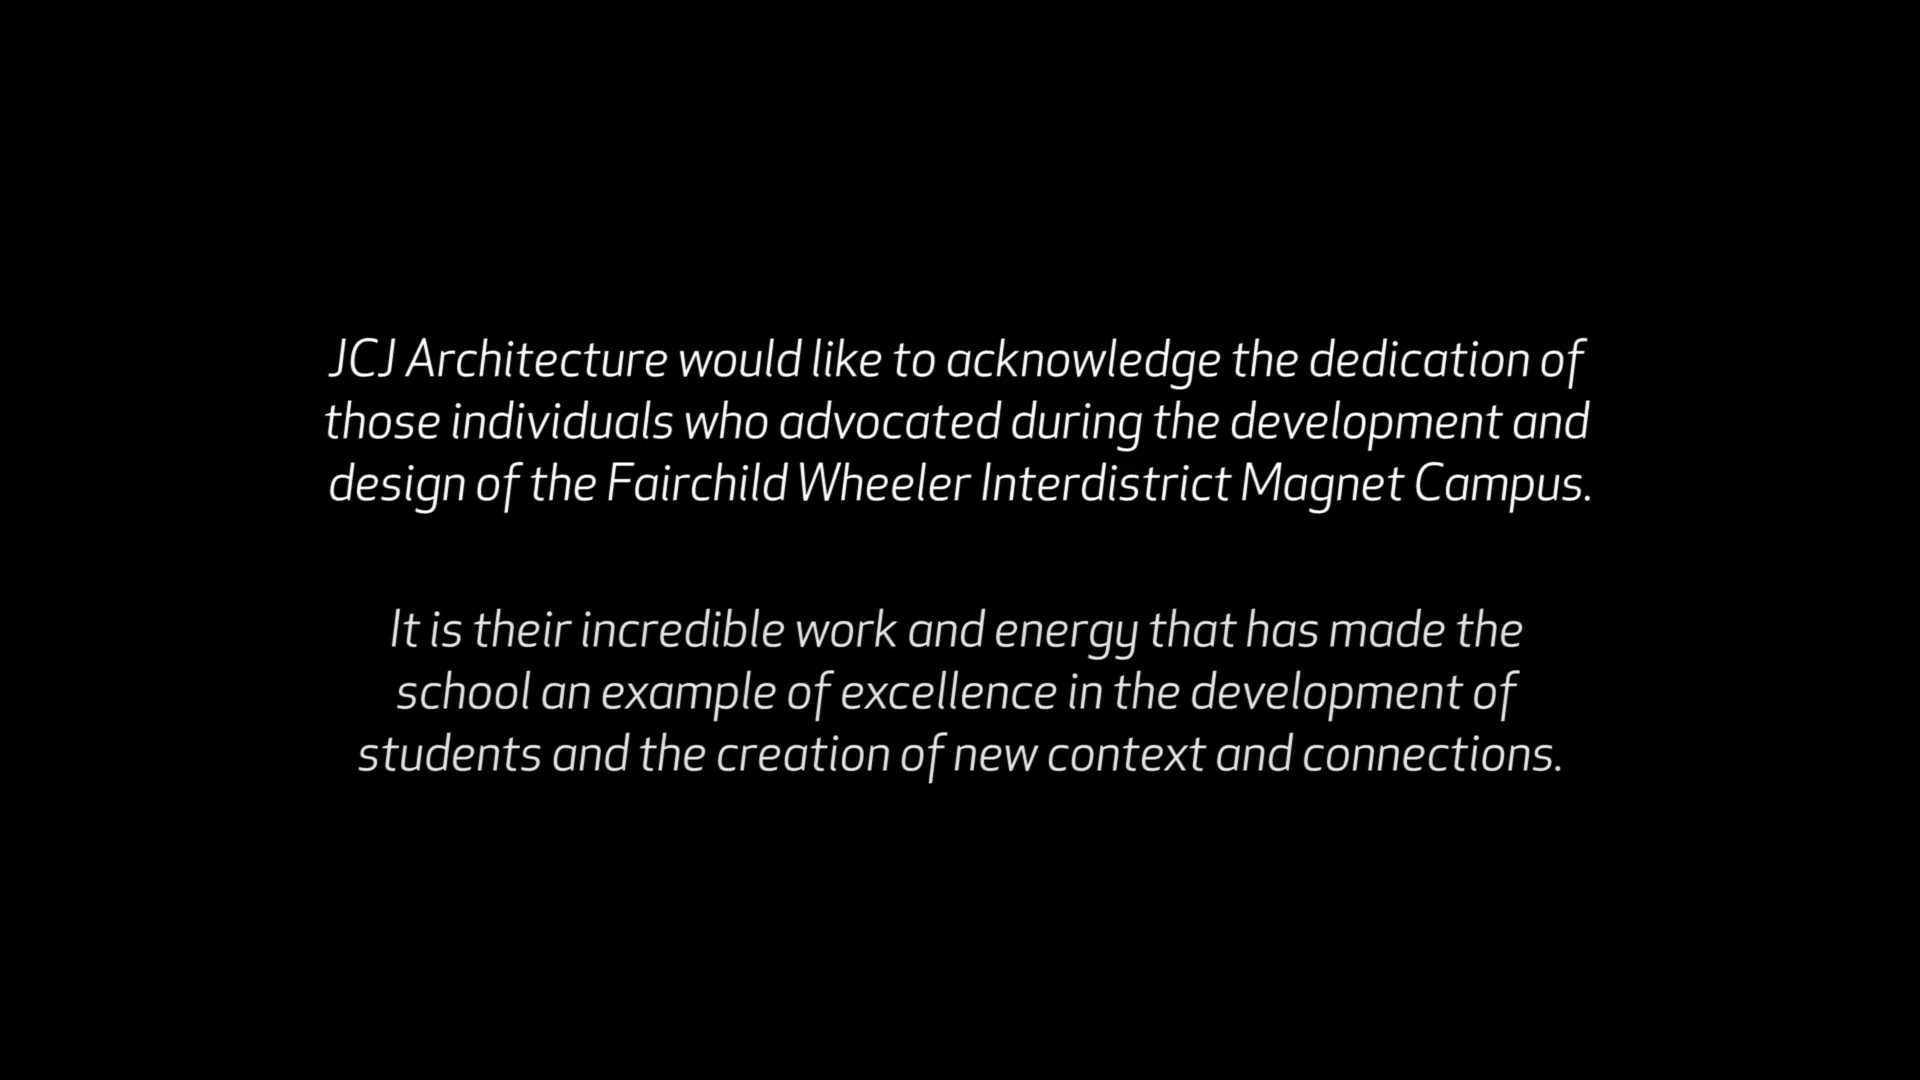 JCJ Architecture would like to acknowledge the dedication of
those individuals who advocated during the development and
design of the Fairchild Wheeler Interdistrict Magnet Campus.
It is their incredible work and energy that has made the
school an example of excellence in the development of
students and the creation of new context and connections.